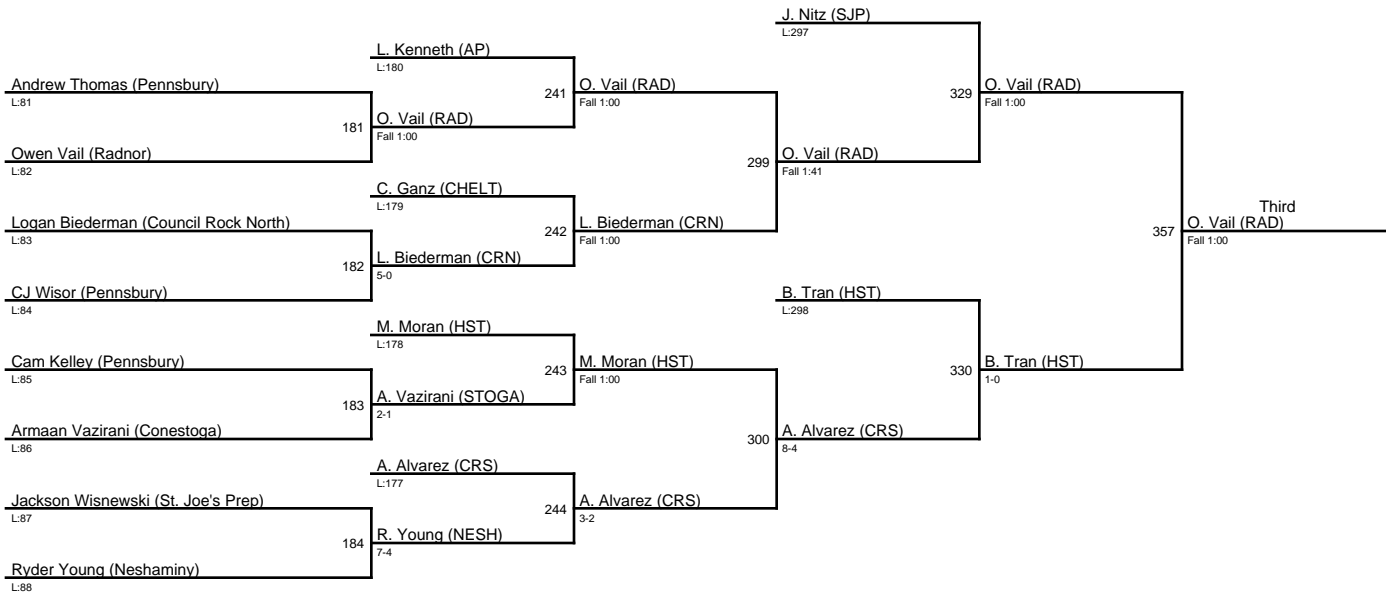 J. Nitz (SJP)
L:297
L. Kenneth (AP)
L:180
Andrew Thomas (Pennsbury)
L:81
241
O. Vail (RAD)
Fall 1:00
329
O. Vail (RAD)
Fall 1:00
181
O. Vail (RAD)
Fall 1:00
Owen Vail (Radnor)
L:82
299
O. Vail (RAD)
Fall 1:41
C. Ganz (CHELT)
L:179
Logan Biederman (Council Rock North)
L:83
242
L. Biederman (CRN)
Fall 1:00
357
Third
O. Vail (RAD)
Fall 1:00
182
L. Biederman (CRN)
5-0
CJ Wisor (Pennsbury)
L:84
B. Tran (HST)
L:298
M. Moran (HST)
L:178
Cam Kelley (Pennsbury)
L:85
243
M. Moran (HST)
Fall 1:00
330
B. Tran (HST)
1-0
183
A. Vazirani (STOGA)
2-1
Armaan Vazirani (Conestoga)
L:86
300
A. Alvarez (CRS)
8-4
A. Alvarez (CRS)
L:177
Jackson Wisnewski (St. Joe's Prep)
L:87
244
A. Alvarez (CRS)
3-2
184
R. Young (NESH)
7-4
Ryder Young (Neshaminy)
L:88